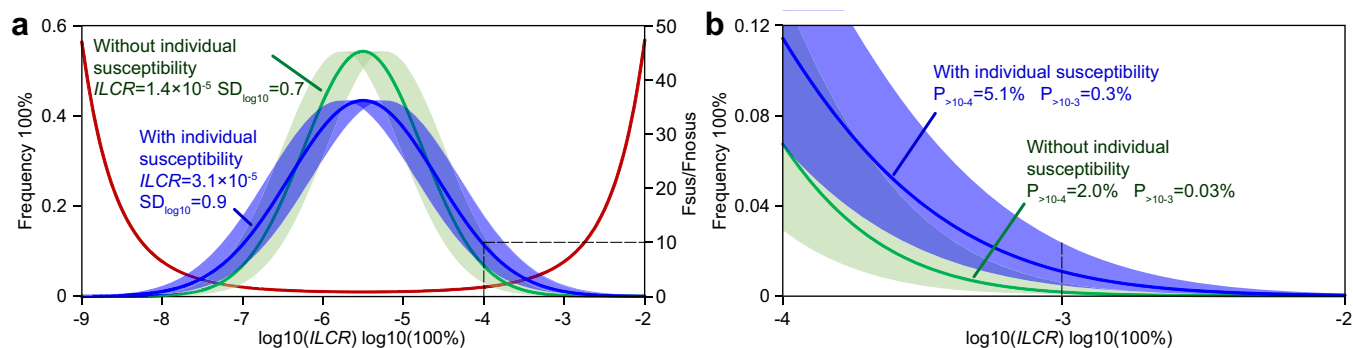 a
Frequency 100%
0.6
0.4
0.2
0
Without individual
susceptibility
ILCR=1.4×10-5 SDlog10=0.7
With individual
susceptibility
ILCR=3.1×10-5
SDlog10=0.9
50
40
30
20
10
0
Fsus/Fnosus
-9 -8 -7 -6 -5 -4 -3 -2
log10(ILCR) log10(100%)
b
Frequency 100%
0.12
0.08
0.04
0
With individual susceptibility
P>10-4=5.1% P>10-3=0.3%
Without individual
susceptibility
P>10-4=2.0% P>10-3=0.03%
-4 -3 -2
log10(ILCR) log10(100%)